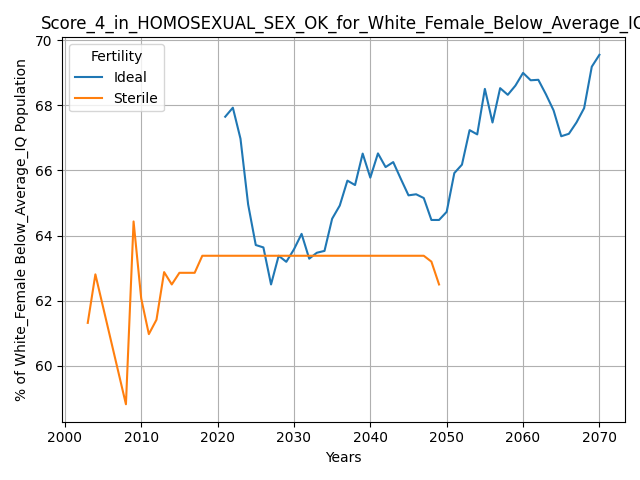 Score_4_in_HOMOSEXUAL_SEX_OK_for_White_Female_Below_Average_IQ
Fertility
Ideal
Sterile
% of White_Female Below_Average_IQ Population
70
68
66
64
62
60
2000 2010 2020 2030 2040 2050 2060 2070
Years